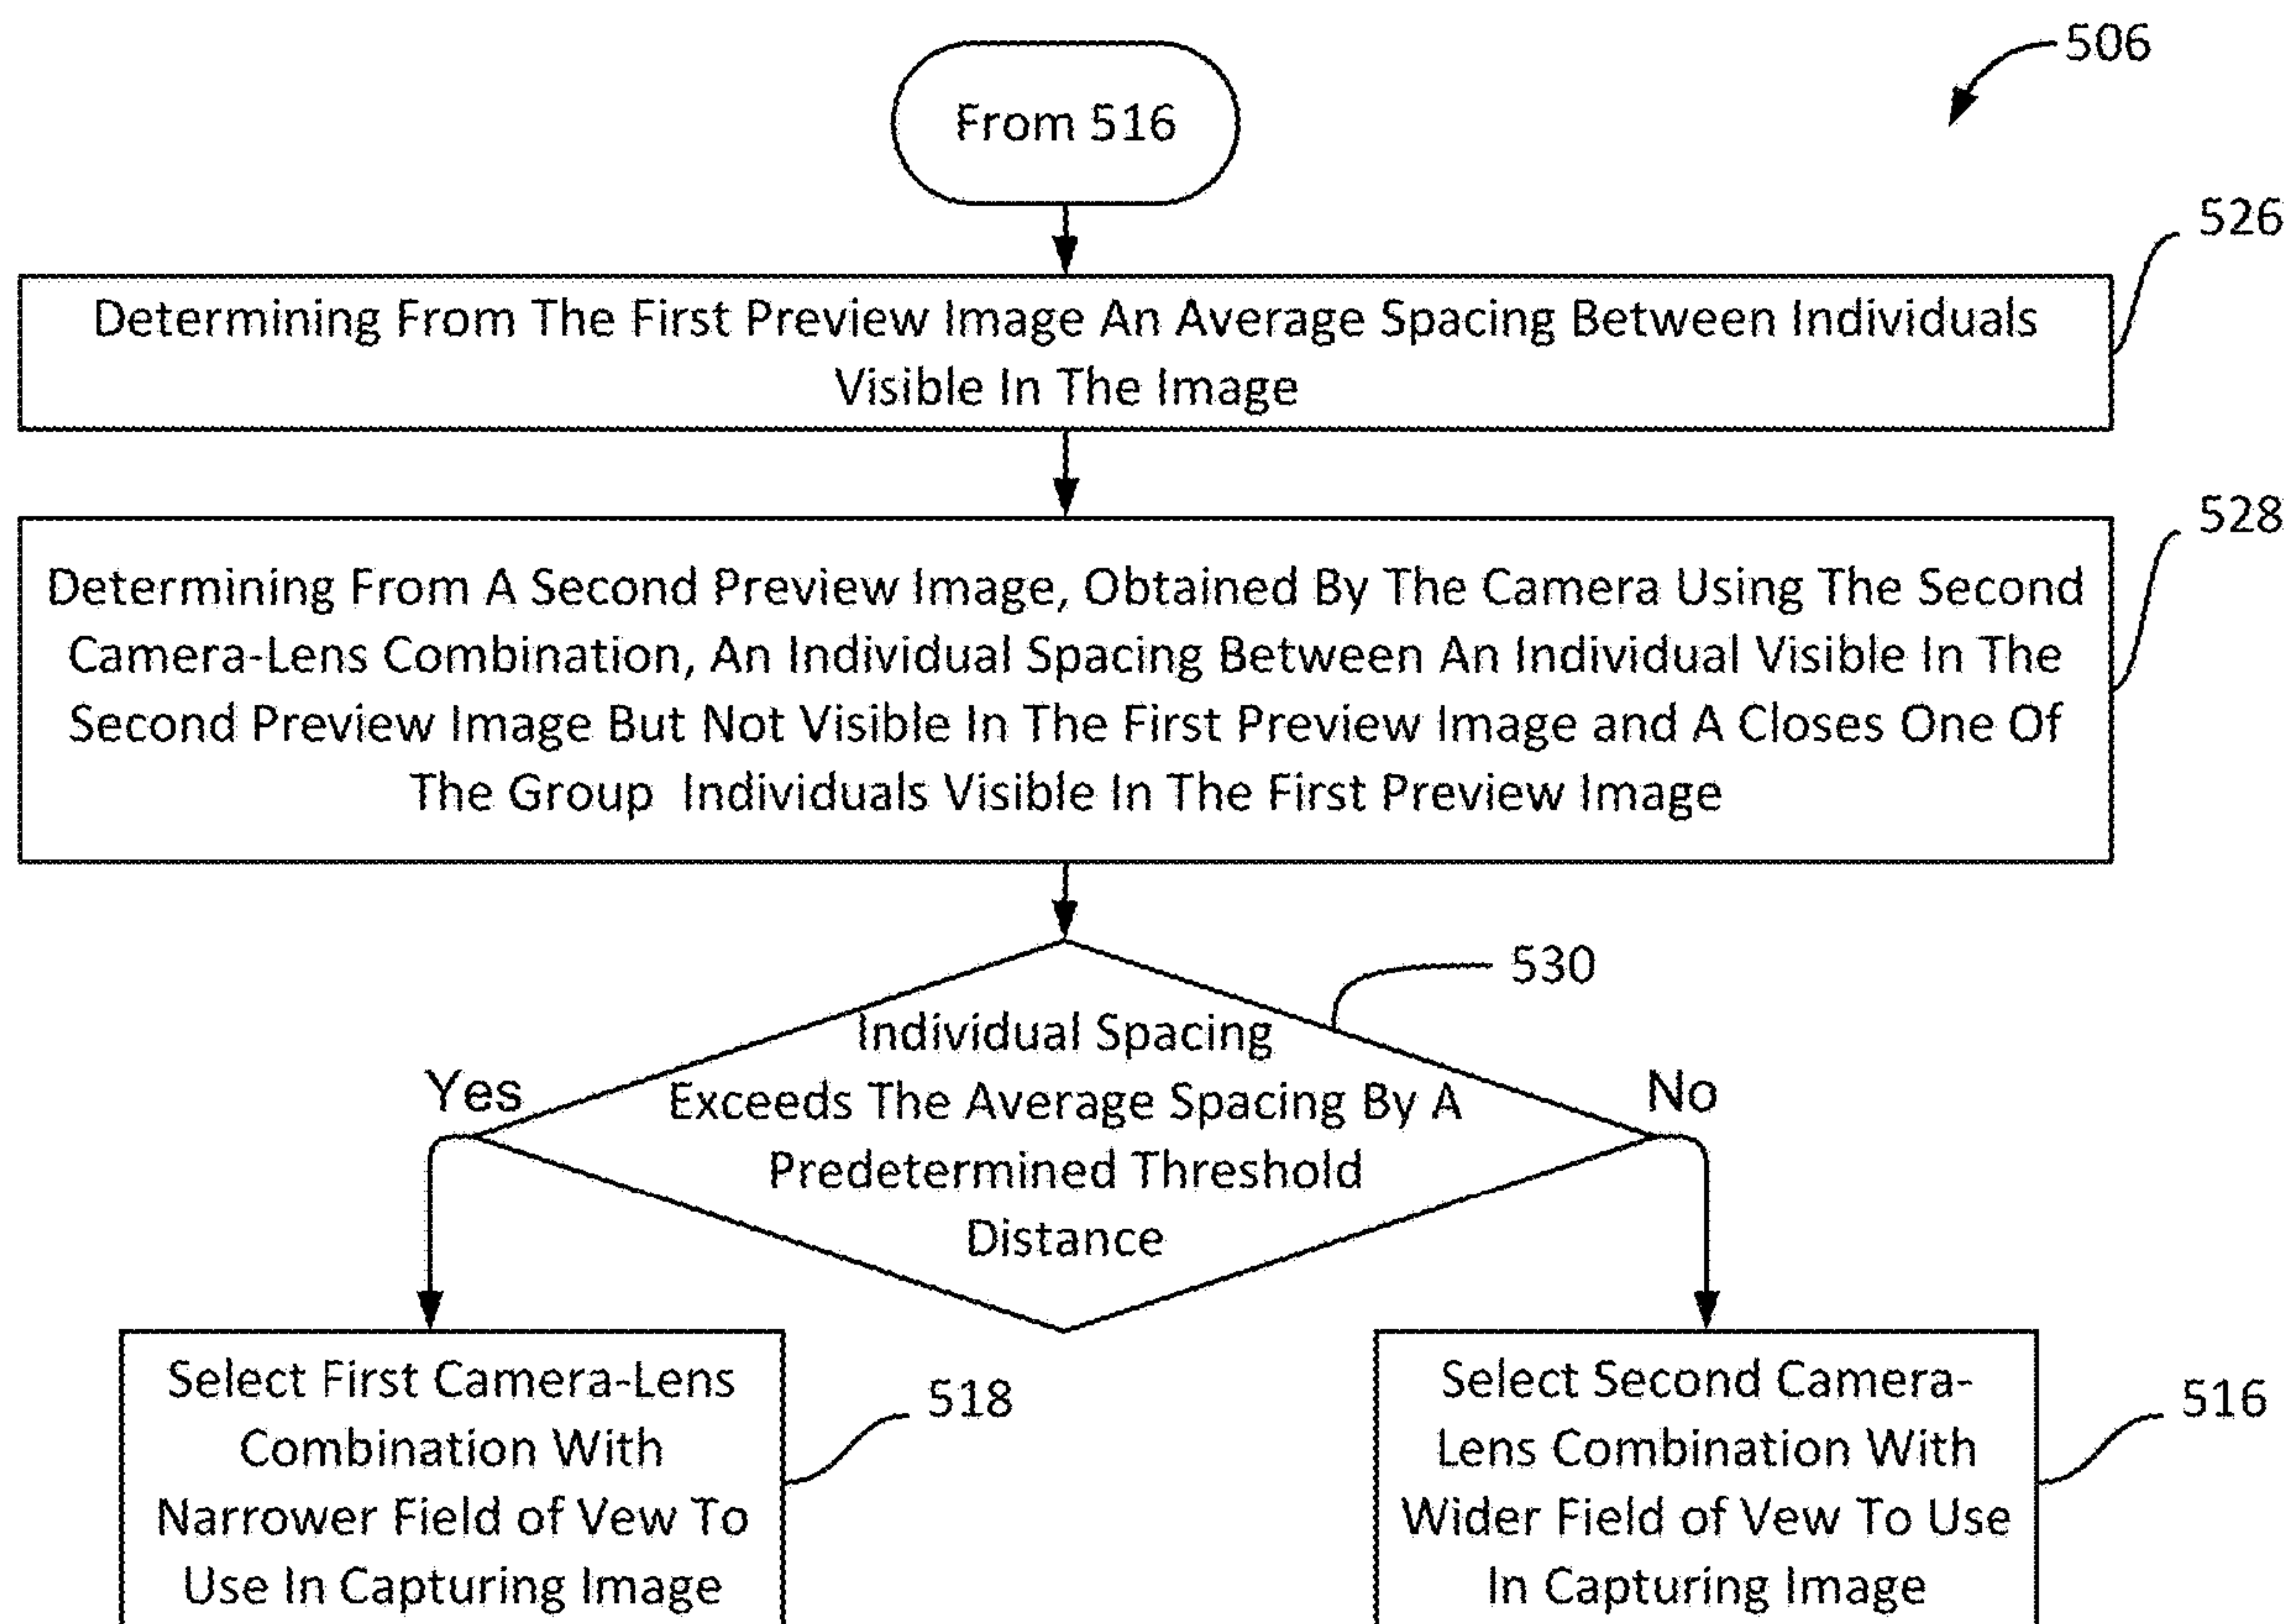 506
From 516
526
Determining From The First Preview Image An Average Spacing Between Individuals
Visible In The Image
528
Determining From A Second Preview Image, Obtained By The Camera Using The Second
Camera-Lens Combination, An Individual Spacing Between An Individual Visible In The
Second Preview Image But Not Visible In The First Preview Image and A Closes One Of
The Group Individuals Visible In The First Preview Image
530
Individual Spacing
Exceeds The Average Spacing By A
Predetermined Threshold
Distance
Yes
No
Select First Camera-Lens
Combination With
Narrower Field of Vew To
Use In Capturing Image
518
Select Second Camera-
Lens Combination With
Wider Field of Vew To Use
In Capturing Image
516